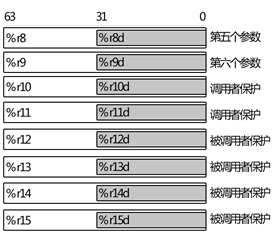 63 31 0
%r8 %r8d 第五个参数
%r9 %r9d 第六个参数
%r10 %r10d 调用者保护
%r11 %r11d 调用者保护
%r12 %r12d 被调用者保护
%r13 %r13d 被调用者保护
%r14 %r14d 被调用者保护
%r15 %r15d 被调用者保护